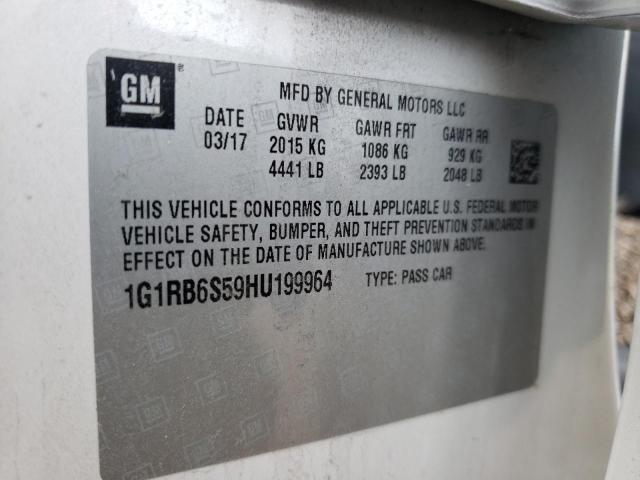 GM
MFD BY GENERAL MOTORS LLC
DATE GVWR GAWR FRT GAWR RR
03/17 2015 KG 1086 KG 929 KG
4441 LB 2393 LB 2048 LB
THIS VEHICLE CONFORMS TO ALL APPLICABLE U.S. FEDERAL MOTOR
VEHICLE SAFETY, BUMPER, AND THEFT PREVENTION STANDARDS IN
EFFECT ON THE DATE OF MANUFACTURE SHOWN ABOVE.
1G1RB6S59HU199964 TYPE: PASS CAR